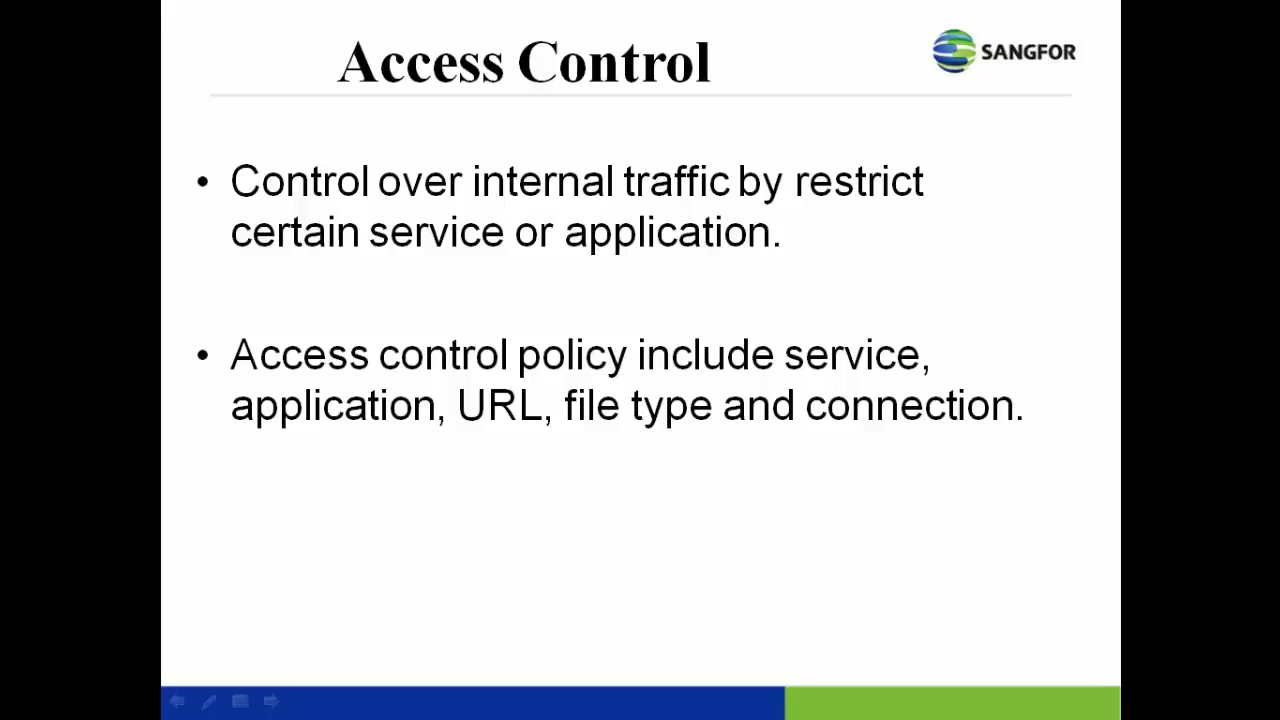 Access Control
SANGFOR
• Control over internal traffic by restrict
certain service or application.
• Access control policy include service,
application, URL, file type and connection.